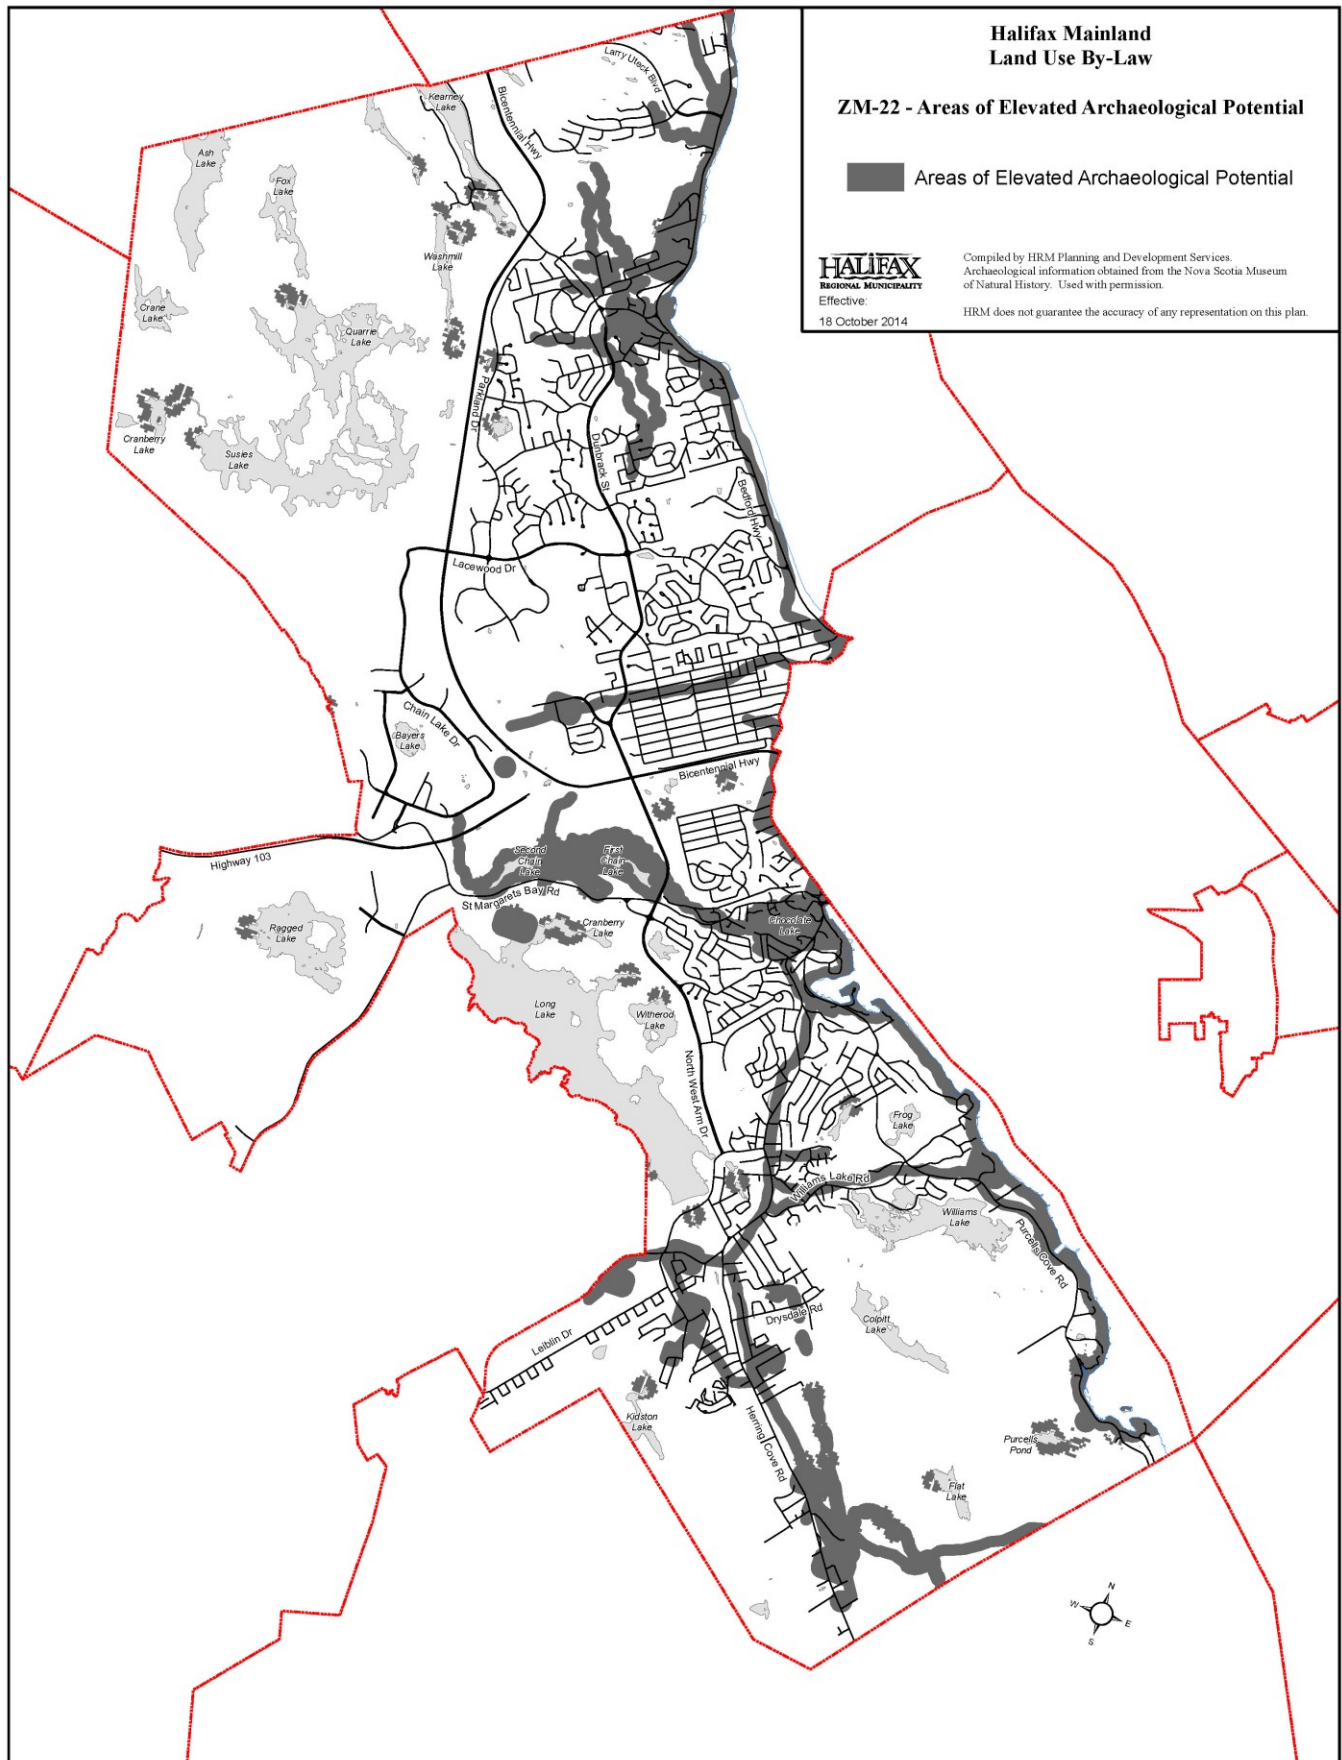 Halifax Mainland
Land Use By-Law
ZM-22 - Areas of Elevated Archaeological Potential
Areas of Elevated Archaeological Potential
HALIFAX
REGIONAL MUNICIPALITY
Effective:
18 October 2014
Compiled by HRM Planning and Development Services.
Archaeological information obtained from the Nova Scotia Museum
of Natural History. Used with permission.
HRM does not guarantee the accuracy of any representation on this plan.
Larry Uteck Blvd
Kearney
Lake
Bicentennial Hwy
Ash
Lake
Fox
Lake
Washmill
Lake
Crane
Lake
Quarrie
Lake
Parkland Dr
Cranberry
Lake
Susies
Lake
Dunbrack St
Bedford Hwy
Lacewood Dr
Chain Lake Dr
Bayers
Lake
Bicentennial Hwy
Highway 103
Second
Chain
Lake
First
Chain
Lake
St Margarets Bay Rd
Ragged
Lake
Cranberry
Lake
Chocolate
Lake
Long
Lake
Witherod
Lake
North West Arm Dr
Frog
Lake
Williams Lake Rd
Williams
Lake
Purcells Cove Rd
Drysdale Rd
Colpitt
Lake
Leiblin Dr
Kidston
Lake
Herring Cove Rd
Purcells
Pond
Flat
Lake
N
W
E
S